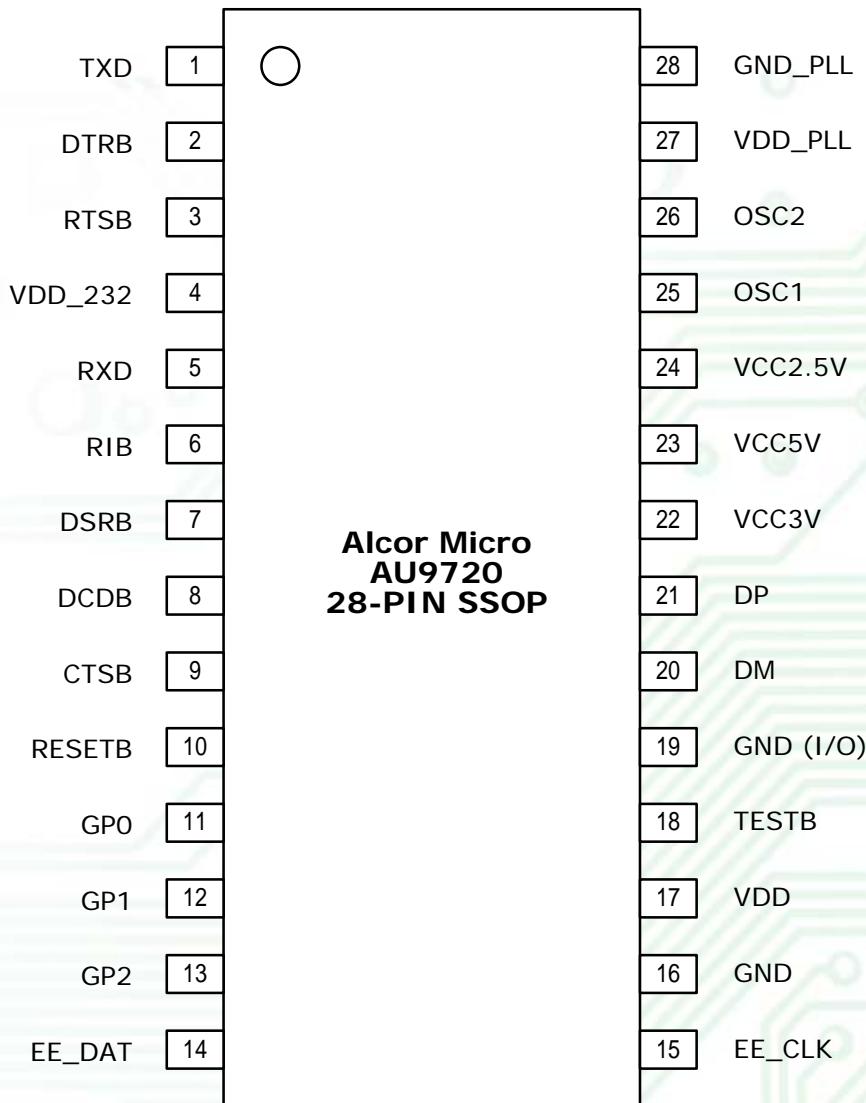 TXD 1 28 GND_PLL
DTRB 2 27 VDD_PLL
RTSB 3 26 OSC2
VDD_232 4 25 OSC1
RXD 5 24 VCC2.5V
RIB 6 23 VCC5V
DSRB 7 22 VCC3V
Alcor Micro
AU9720
28-PIN SSOP
DCDB 8 21 DP
CTSB 9 20 DM
RESETB 10 19 GND (I/O)
GP0 11 18 TESTB
GP1 12 17 VDD
GP2 13 16 GND
EE_DAT 14 15 EE_CLK